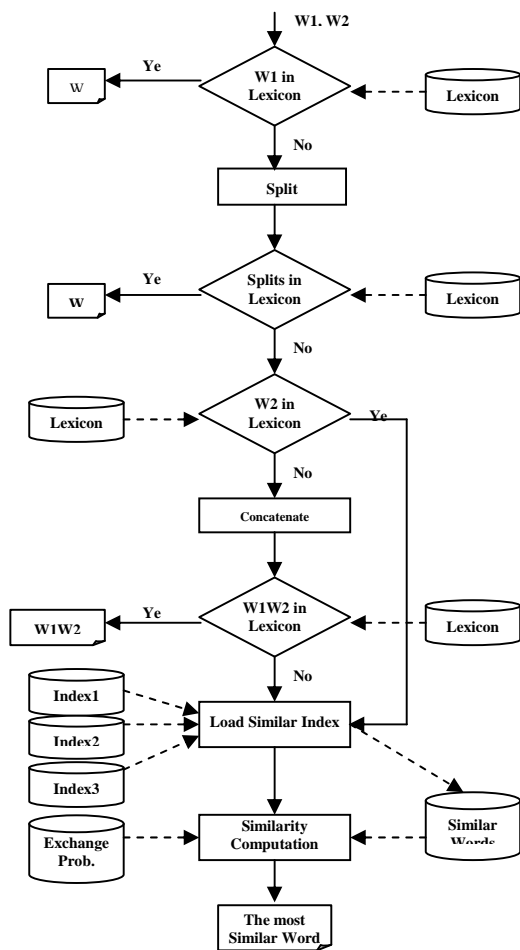 W1. W2
Ye
W1 in
Lexicon
W
Lexicon
No
Split
Ye
Splits in
Lexicon
W
Lexicon
No
W2 in
Lexicon
Lexicon
Ye
No
Concatenate
Ye
W1W2 in
Lexicon
W1W2
Lexicon
No
Index1
Load Similar Index
Index2
Index3
Exchange
Prob.
Similarity
Computation
Similar
Words
The most
Similar Word